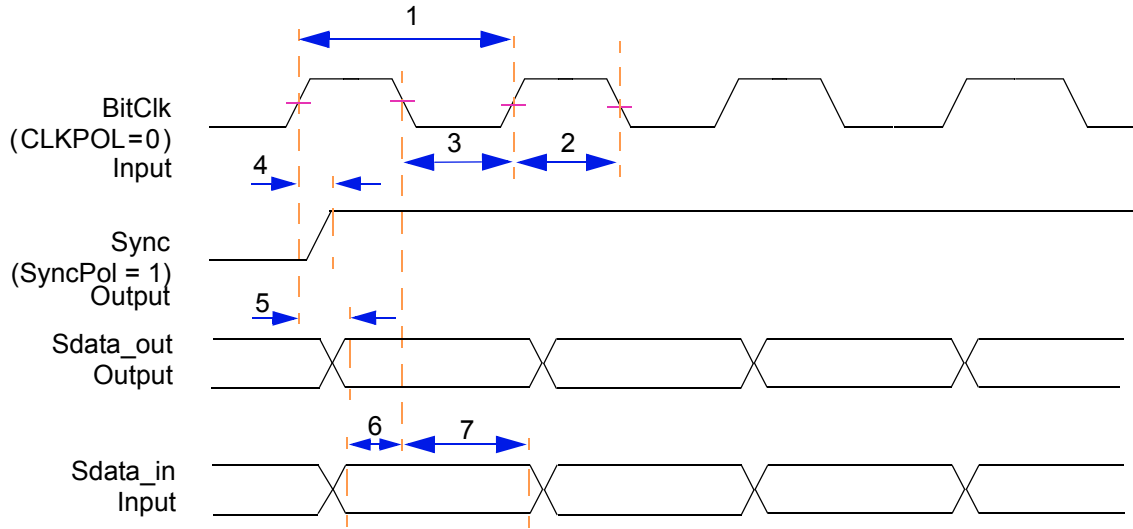 1
BitClk
(CLKPOL=0)
Input
3
2
4
Sync
(SyncPol = 1)
Output
5
Sdata_out
Output
6
7
Sdata_in
Input